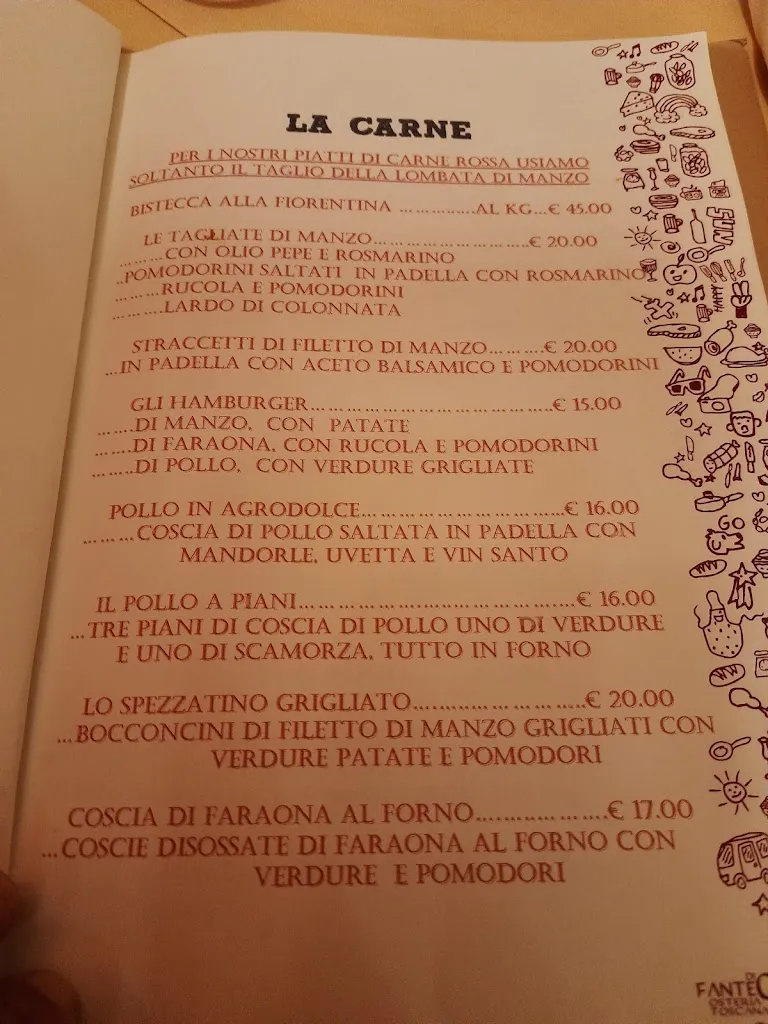 LA CARNE
PER I NOSTRI PIATTI DI CARNE ROSSA USIAMO
SOLTANTO IL TAGLIO DELLA LOMBATA DI MANZO
BISTECCA ALLA FIORENTINA ................AL KG...€ 45.00
LE TAGLIATE DI MANZO..............................€ 20.00
.........CON OLIO PEPE E ROSMARINO
..POMODORINI SALTATI IN PADELLA CON ROSMARINO
.........RUCOLA E POMODORINI
.........LARDO DI COLONNATA
STRACCETTI DI FILETTO DI MANZO..........€ 20.00
...IN PADELLA CON ACETO BALSAMICO E POMODORINI
GLI HAMBURGER........................................€ 15.00
........DI MANZO, CON PATATE
........DI FARAONA, CON RUCOLA E POMODORINI
........DI POLLO, CON VERDURE GRIGLIATE
POLLO IN AGRODOLCE.................................€ 16.00
.........COSCIA DI POLLO SALTATA IN PADELLA CON
MANDORLE, UVETTA E VIN SANTO
IL POLLO A PIANI.............................................€ 16.00
...TRE PIANI DI COSCIA DI POLLO UNO DI VERDURE
E UNO DI SCAMORZA, TUTTO IN FORNO
LO SPEZZATINO GRIGLIATO............................€ 20.00
...BOCCONCINI DI FILETTO DI MANZO GRIGLIATI CON
VERDURE PATATE E POMODORI
COSCIA DI FARAONA AL FORNO.....................€ 17.00
...COSCIE DISOSSATE DI FARAONA AL FORNO CON
VERDURE E POMODORI
HAPPY
GO
DI
FANTE
OSTERIA
TOSCANA